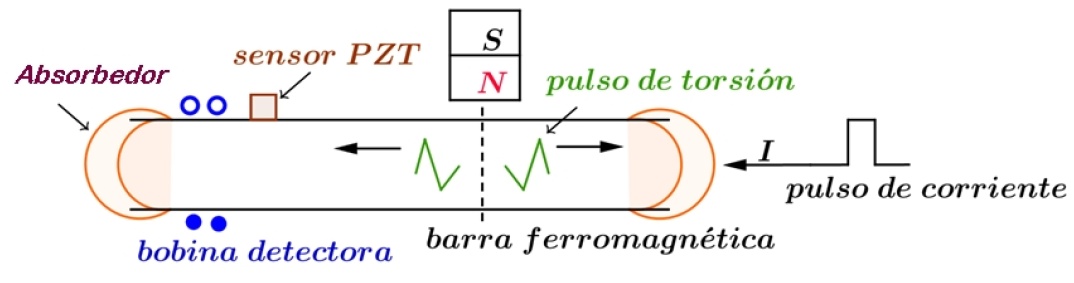 S
sensor PZT
Absorbedor
N
pulso de torsión
I
pulso de corriente
barra ferromagnética
bobina detectora